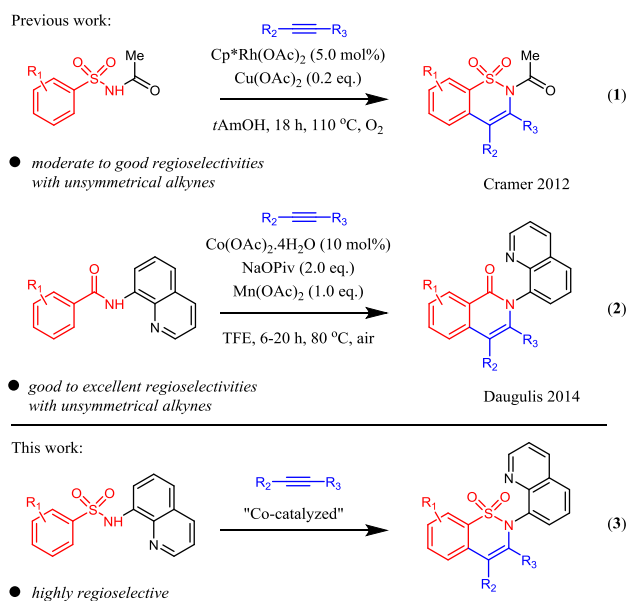 Previous work:
R₂ R₃
Cp*Rh(OAc)₂ (5.0 mol%)
Cu(OAc)₂ (0.2 eq.)
tAmOH, 18 h, 110 °C, O₂
R₁ O O S NH Me O
R₁ O O S N Me O R₃ R₂
(1)
● moderate to good regioselectivities
with unsymmetrical alkynes
Cramer 2012
R₂ R₃
Co(OAc)₂.4H₂O (10 mol%)
NaOPiv (2.0 eq.)
Mn(OAc)₂ (1.0 eq.)
TFE, 6-20 h, 80 °C, air
R₁ O NH N
R₁ O N N R₃ R₂
(2)
● good to excellent regioselectivities
with unsymmetrical alkynes
Daugulis 2014
This work:
R₂ R₃
"Co-catalyzed"
R₁ O O S NH N
R₁ O O S N N R₃ R₂
(3)
● highly regioselective